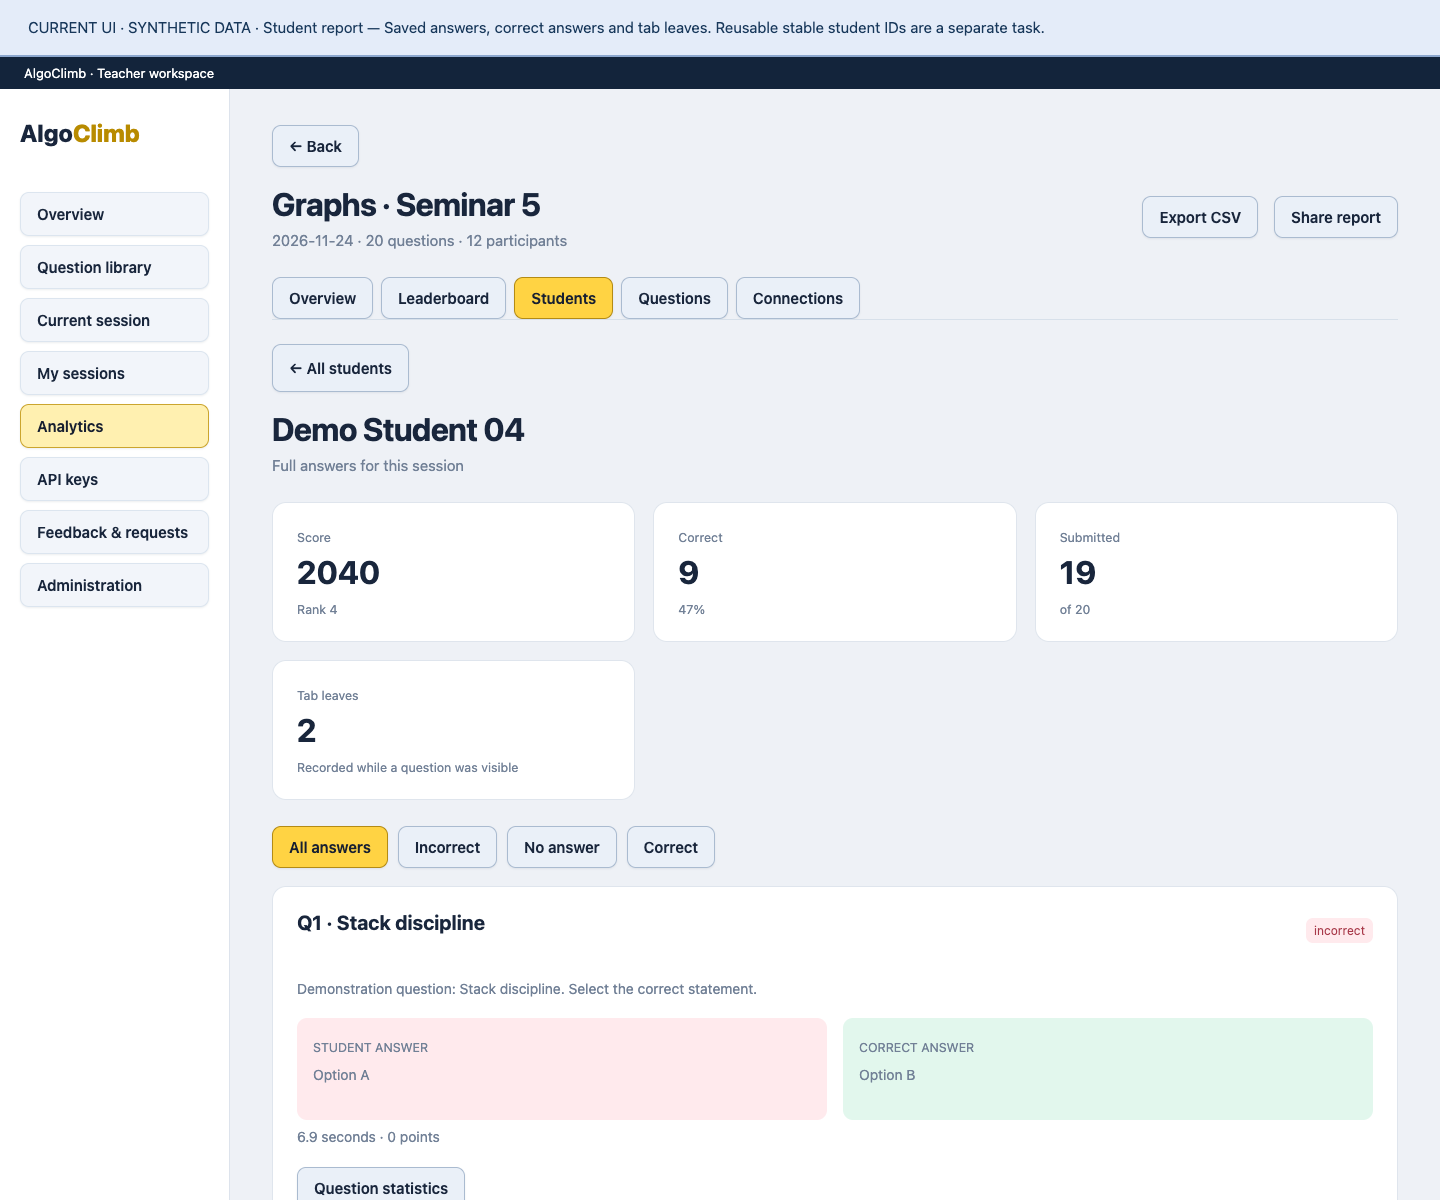 CURRENT UI · SYNTHETIC DATA · Student report — Saved answers, correct answers and tab leaves. Reusable stable student IDs are a separate task.
AlgoClimb · Teacher workspace
AlgoClimb
Overview
Question library
Current session
My sessions
Analytics
API keys
Feedback & requests
Administration
← Back
Graphs · Seminar 5
2026-11-24 · 20 questions · 12 participants
Export CSV
Share report
Overview
Leaderboard
Students
Questions
Connections
← All students
Demo Student 04
Full answers for this session
Score
2040
Rank 4
Correct
9
47%
Submitted
19
of 20
Tab leaves
2
Recorded while a question was visible
All answers
Incorrect
No answer
Correct
Q1 · Stack discipline
incorrect
Demonstration question: Stack discipline. Select the correct statement.
STUDENT ANSWER
Option A
CORRECT ANSWER
Option B
6.9 seconds · 0 points
Question statistics